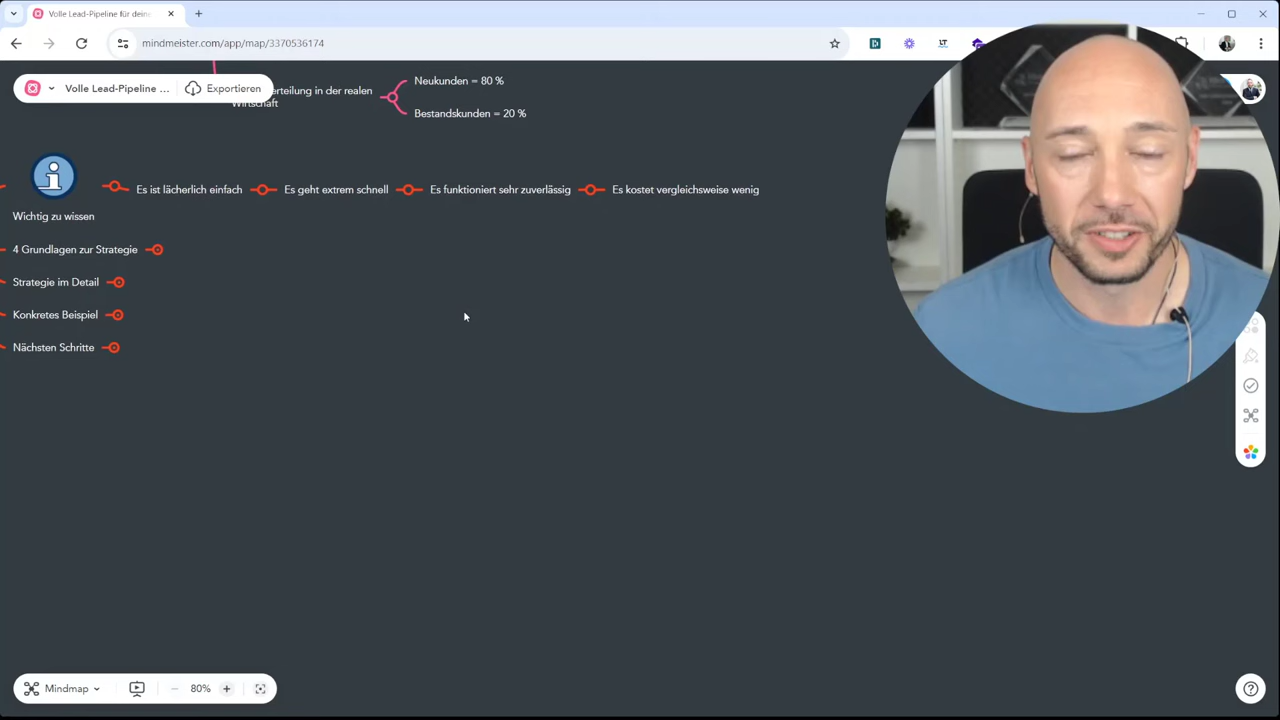 Volle Lead-Pipeline für deine
mindmeister.com/app/map/3370536174
LT
Volle Lead-Pipeline ...
Exportieren
erteilung in der realen
Wirtschaft
Neukunden = 80 %
Bestandskunden = 20 %
Es ist lächerlich einfach
Es geht extrem schnell
Es funktioniert sehr zuverlässig
Es kostet vergleichsweise wenig
Wichtig zu wissen
4 Grundlagen zur Strategie
Strategie im Detail
Konkretes Beispiel
Nächsten Schritte
Mindmap
80%